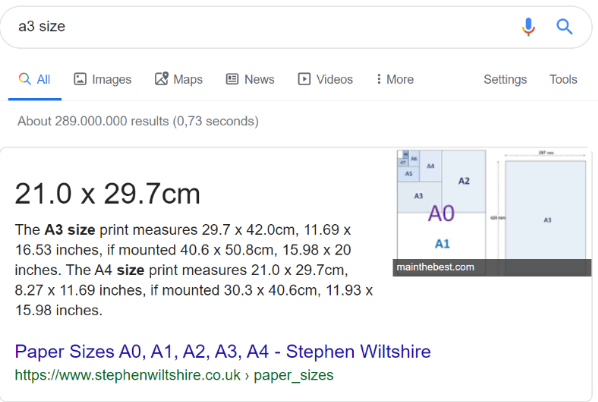 a3 size
All Images Maps News Videos More Settings Tools
About 289.000.000 results (0,73 seconds)
21.0 x 29.7cm
The A3 size print measures 29.7 x 42.0cm, 11.69 x
16.53 inches, if mounted 40.6 x 50.8cm, 15.98 x 20
inches. The A4 size print measures 21.0 x 29.7cm,
8.27 x 11.69 inches, if mounted 30.3 x 40.6cm, 11.93 x
15.98 inches.
A6
A4
A5
A2
A3
A0
A1
297 mm
A3
mainthebest.com
Paper Sizes A0, A1, A2, A3, A4 - Stephen Wiltshire
https://www.stephenwiltshire.co.uk › paper_sizes